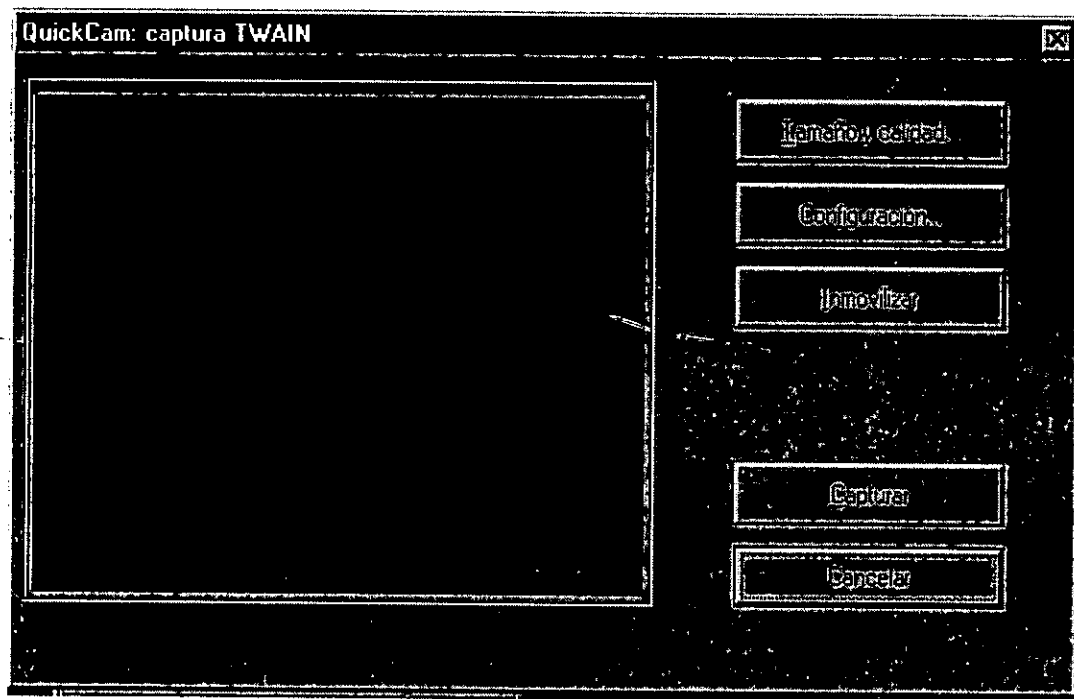 QuickCam: captura TWAIN
Tamaño y calidad...
Configuración...
Inmovilizar
Capturar
Cancelar